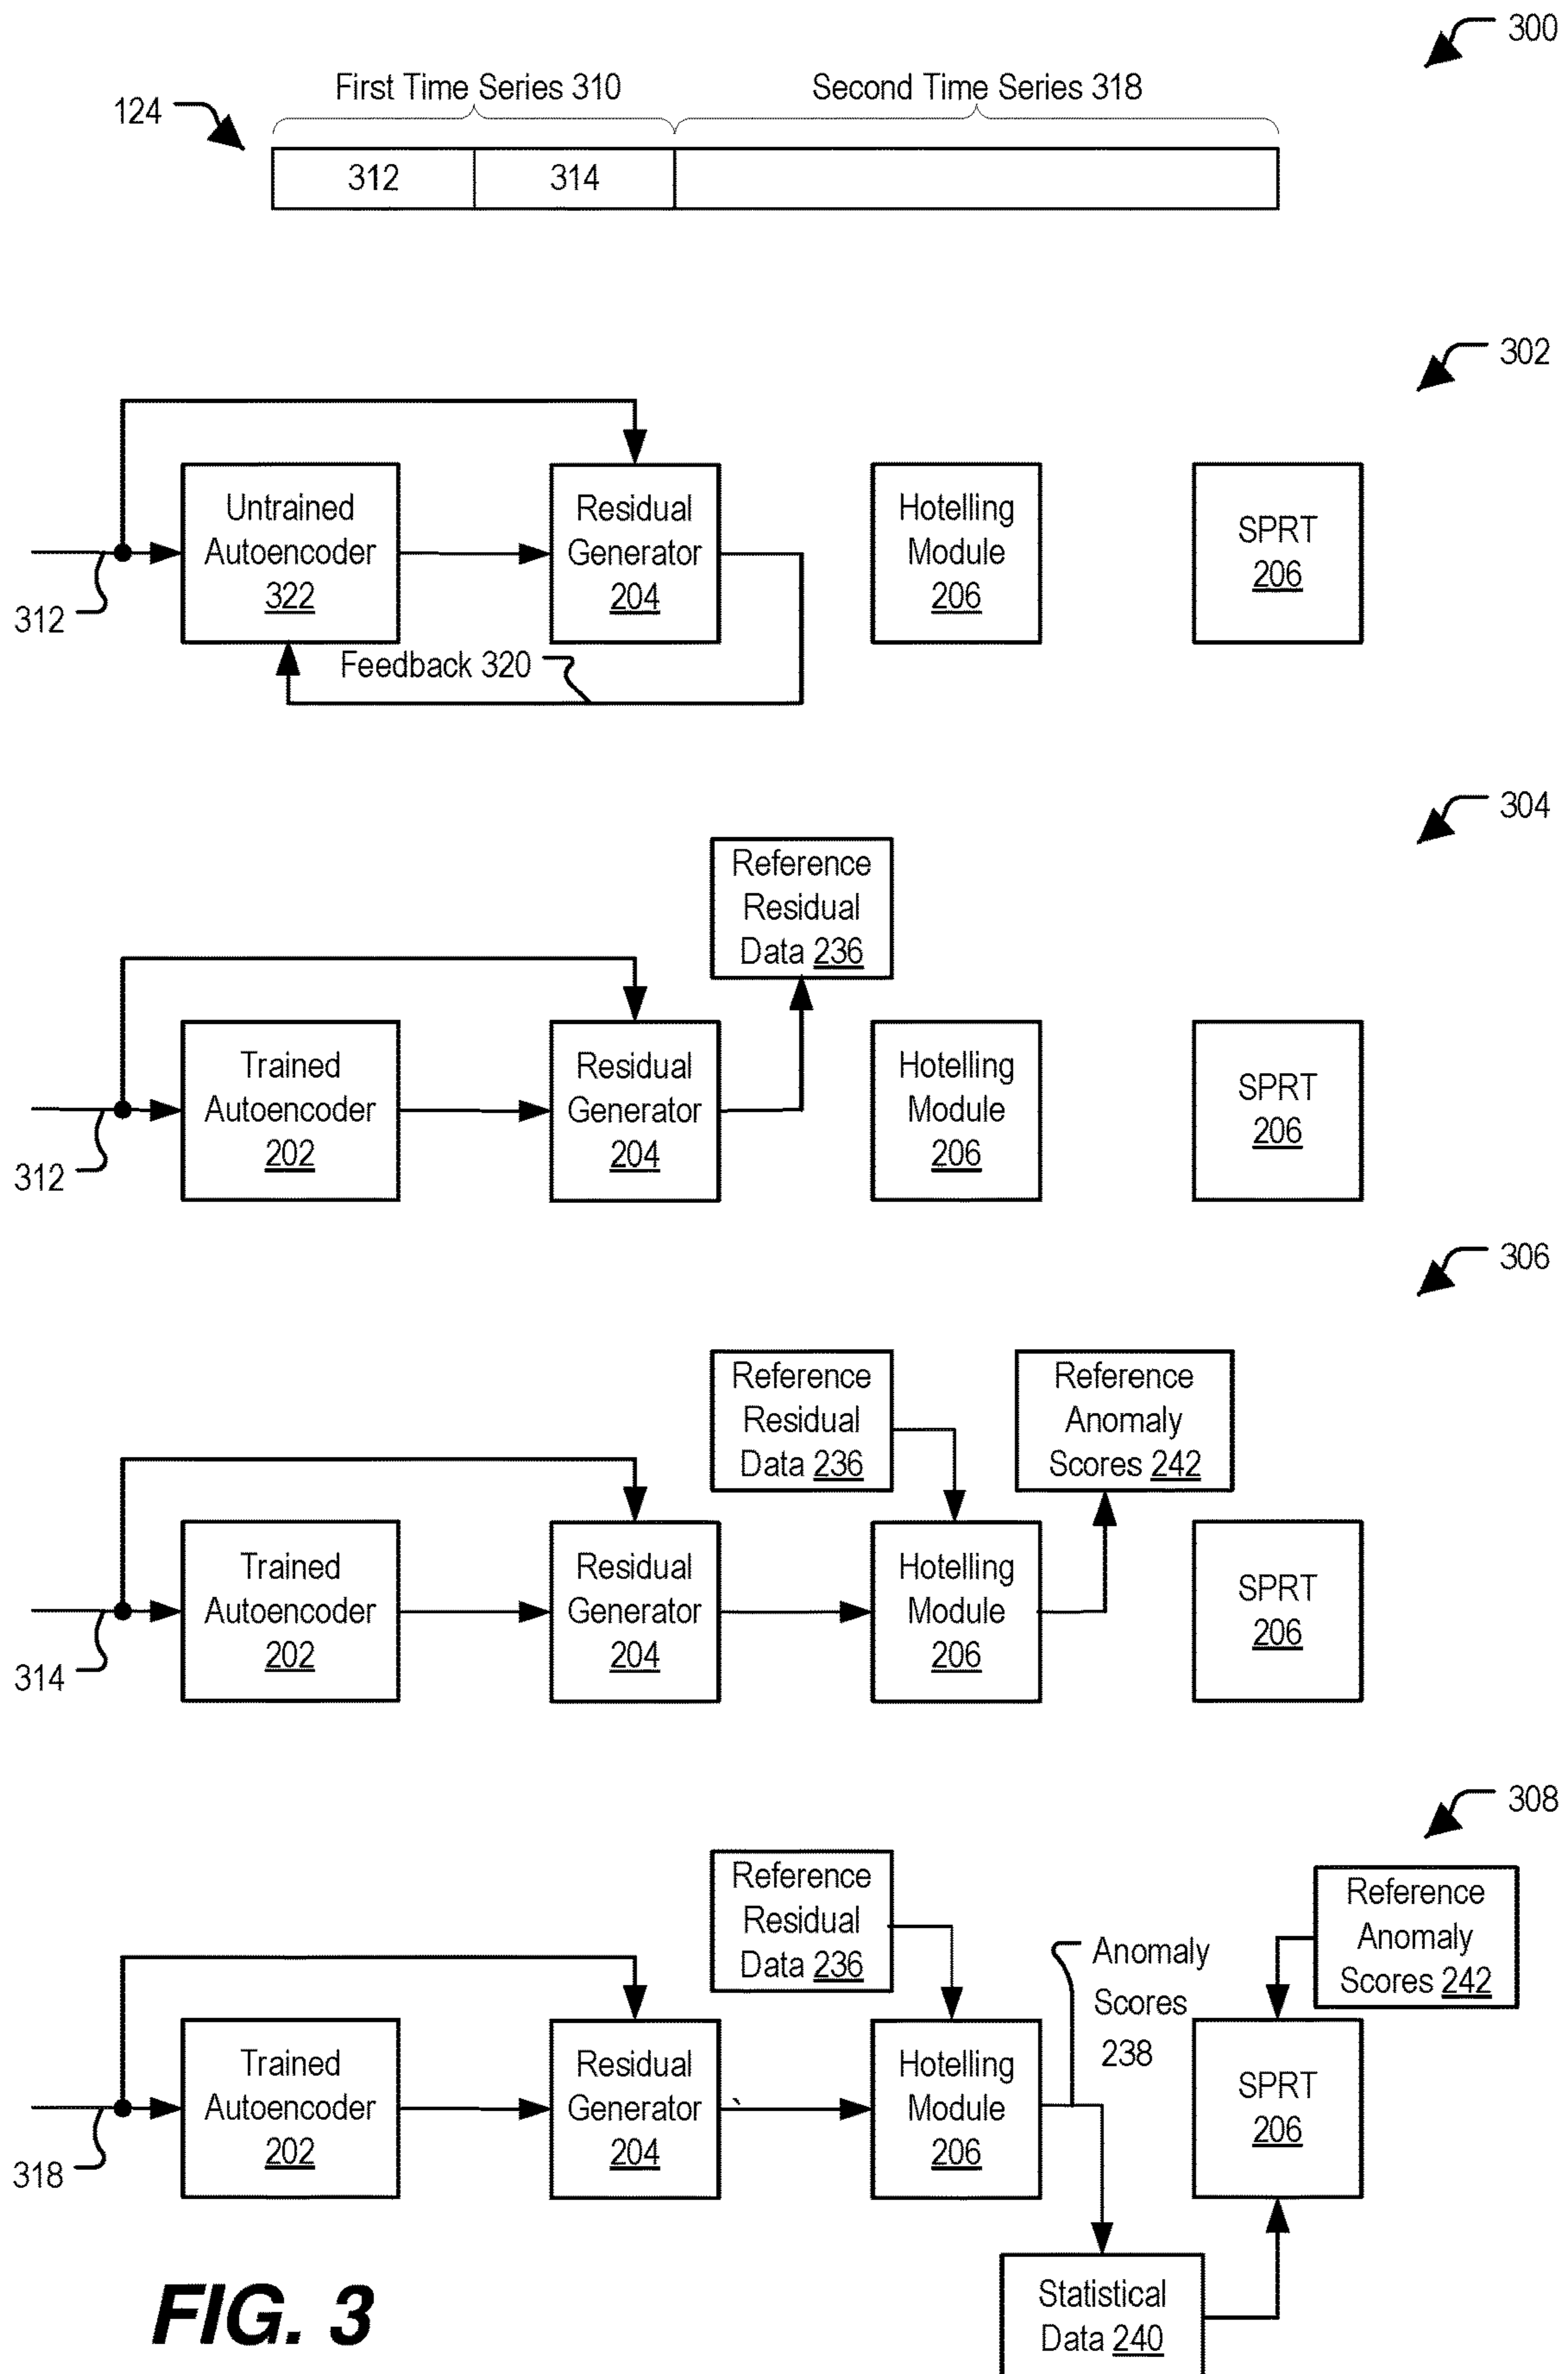 300
First Time Series 310
Second Time Series 318
124
312
314
302
Untrained
Autoencoder
322
Residual
Generator
204
Hotelling
Module
206
SPRT
206
312
Feedback 320
304
Reference
Residual
Data 236
Trained
Autoencoder
202
Residual
Generator
204
Hotelling
Module
206
SPRT
206
312
306
Reference
Residual
Data 236
Reference
Anomaly
Scores 242
Trained
Autoencoder
202
Residual
Generator
204
Hotelling
Module
206
SPRT
206
314
308
Reference
Residual
Data 236
Anomaly
Scores
238
Reference
Anomaly
Scores 242
Trained
Autoencoder
202
Residual
Generator
204
Hotelling
Module
206
SPRT
206
318
Statistical
Data 240
FIG. 3